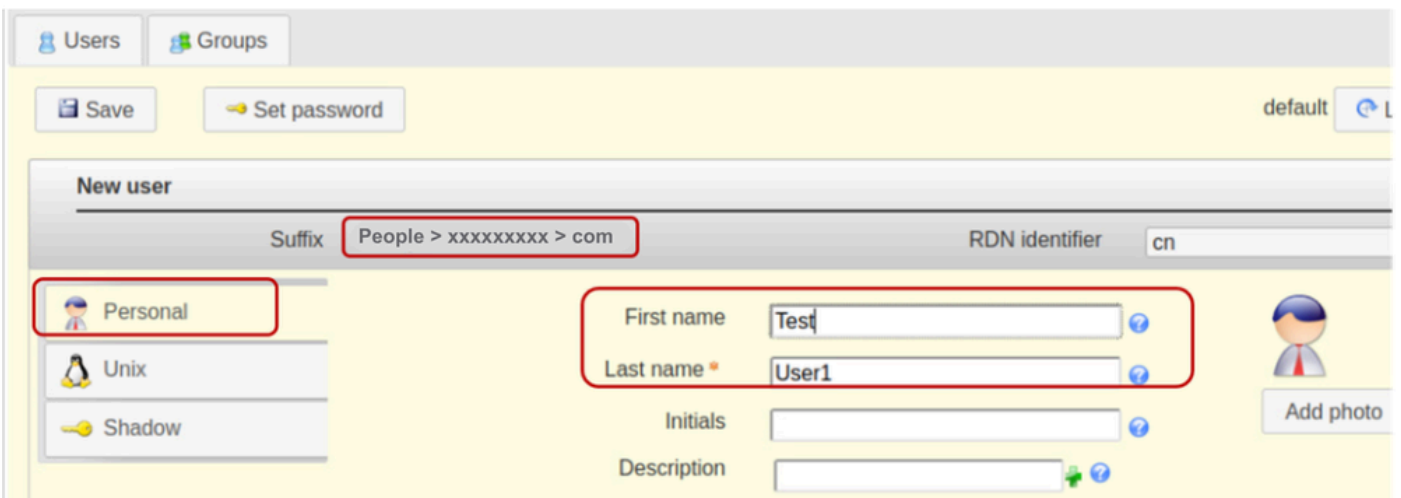 Users Groups
Save Set password default
New user
Suffix People > xxxxxxxxx > com RDN identifier cn
Personal
First name Test
Unix
Last name * User1
Shadow
Initials
Add photo
Description